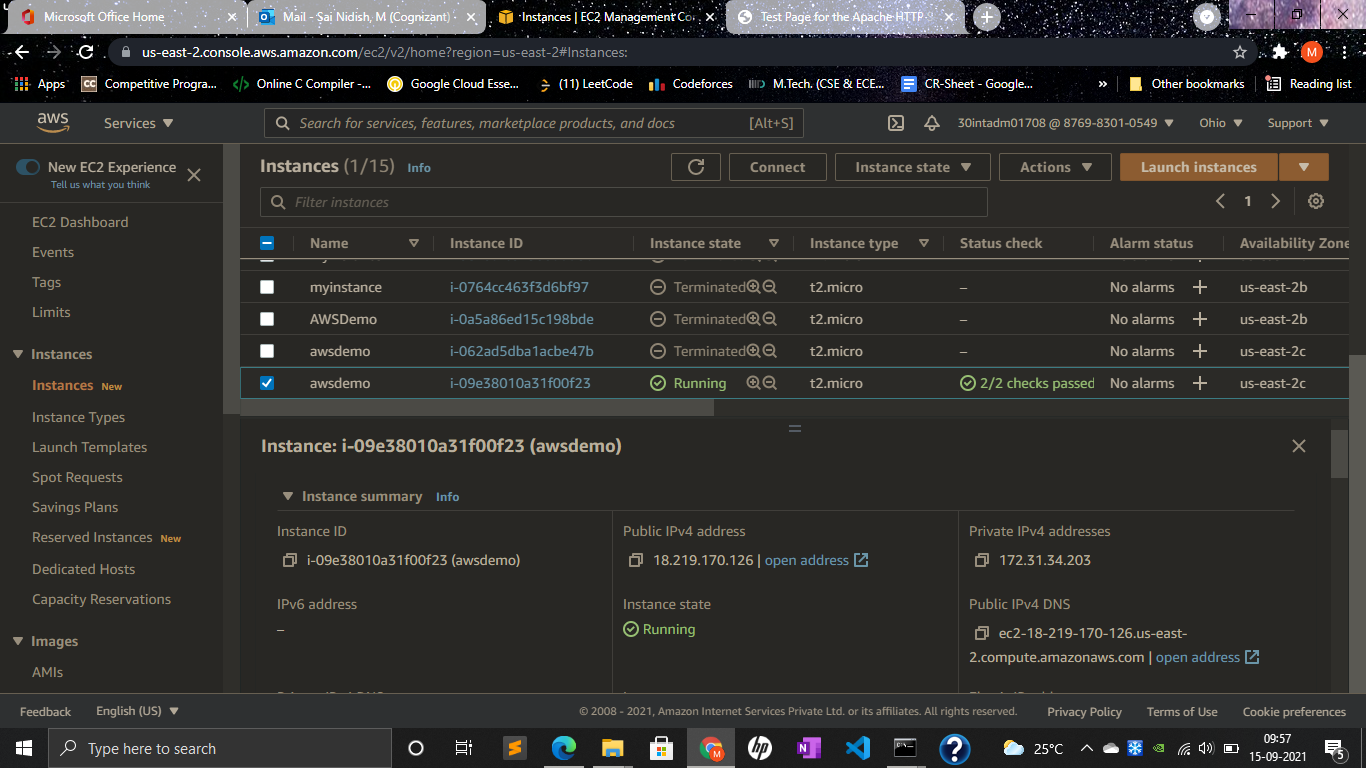 Microsoft Office Home
Mail - Sai Nidish, M (Cognizant) -
Instances | EC2 Management Co
Test Page for the Apache HTTP
us-east-2.console.aws.amazon.com/ec2/v2/home?region=us-east-2#Instances:
M
Apps
CC
Competitive Progra...
Online C Compiler -...
Google Cloud Esse...
(11) LeetCode
Codeforces
M.Tech. (CSE & ECE...
CR-Sheet - Google...
»
Other bookmarks
Reading list
aws
Services
Search for services, features, marketplace products, and docs
[Alt+S]
30intadm01708 @ 8769-8301-0549
Ohio
Support
New EC2 Experience
Tell us what you think
EC2 Dashboard
Events
Tags
Limits
Instances
Instances New
Instance Types
Launch Templates
Spot Requests
Savings Plans
Reserved Instances New
Dedicated Hosts
Capacity Reservations
Images
AMIs
Instances (1/15) Info
Connect
Instance state
Actions
Launch instances
Filter instances
1
Name Instance ID Instance state Instance type Status check Alarm status Availability Zone
myinstance i-0764cc463f3d6bf97 Terminated t2.micro – No alarms + us-east-2b
AWSDemo i-0a5a86ed15c198bde Terminated t2.micro – No alarms + us-east-2b
awsdemo i-062ad5dba1acbe47b Terminated t2.micro – No alarms + us-east-2c
awsdemo i-09e38010a31f00f23 Running t2.micro 2/2 checks passed No alarms + us-east-2c
Instance: i-09e38010a31f00f23 (awsdemo)
Instance summary Info
Instance ID
i-09e38010a31f00f23 (awsdemo)
Public IPv4 address
18.219.170.126 | open address
Private IPv4 addresses
172.31.34.203
IPv6 address
–
Instance state
Running
Public IPv4 DNS
ec2-18-219-170-126.us-east-
2.compute.amazonaws.com | open address
Feedback
English (US)
© 2008 - 2021, Amazon Internet Services Private Ltd. or its affiliates. All rights reserved.
Privacy Policy
Terms of Use
Cookie preferences
Type here to search
25°C
09:57
15-09-2021
5